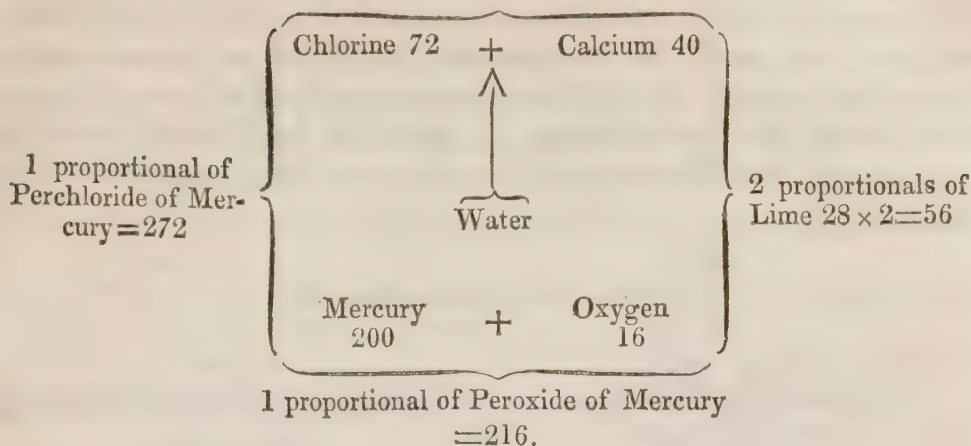 Chlorine 72 + Calcium 40
1 proportional of
Perchloride of Mer-
cury=272
Water
2 proportionals of
Lime 28 × 2=56
Mercury + Oxygen
200 16
1 proportional of Peroxide of Mercury
=216.